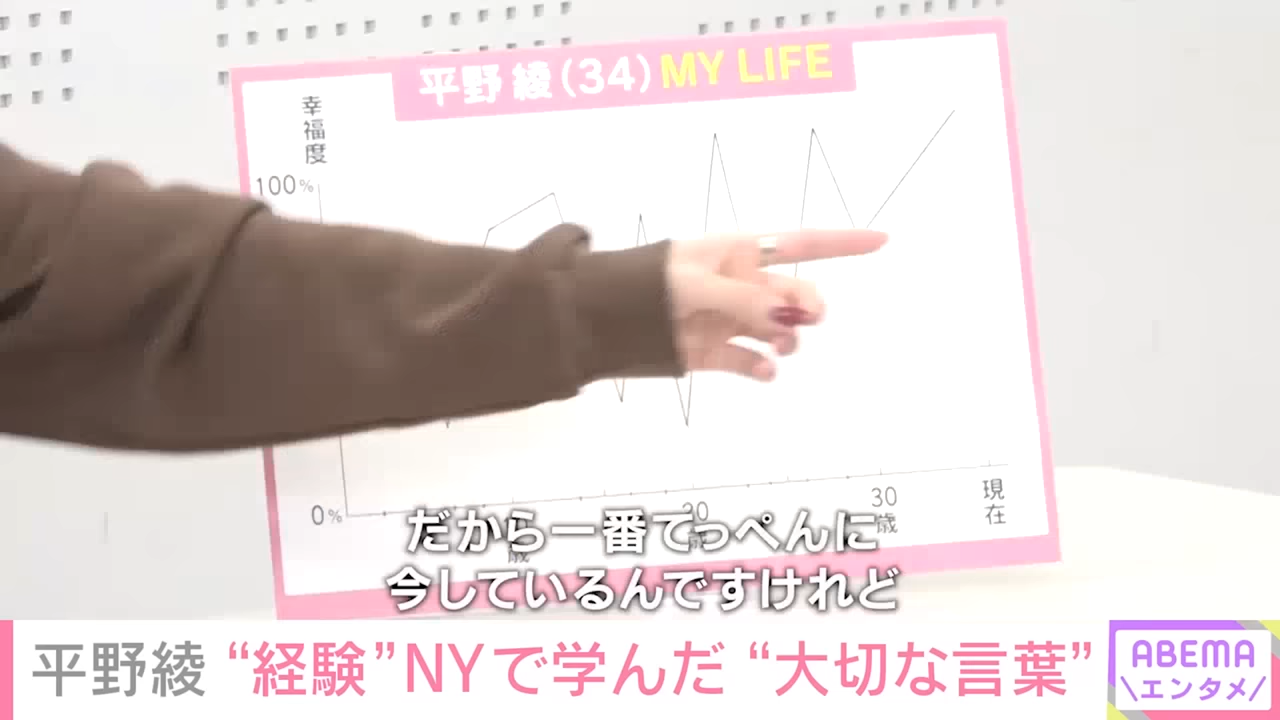 平野 綾(34) MY LIFE
幸福度
100%
0%
歳
20
歳
30
歳
現在
だから一番てっぺんに
今しているんですけれど
平野綾 “経験”NYで学んだ “大切な言葉”
ABEMA
\エンタメ/